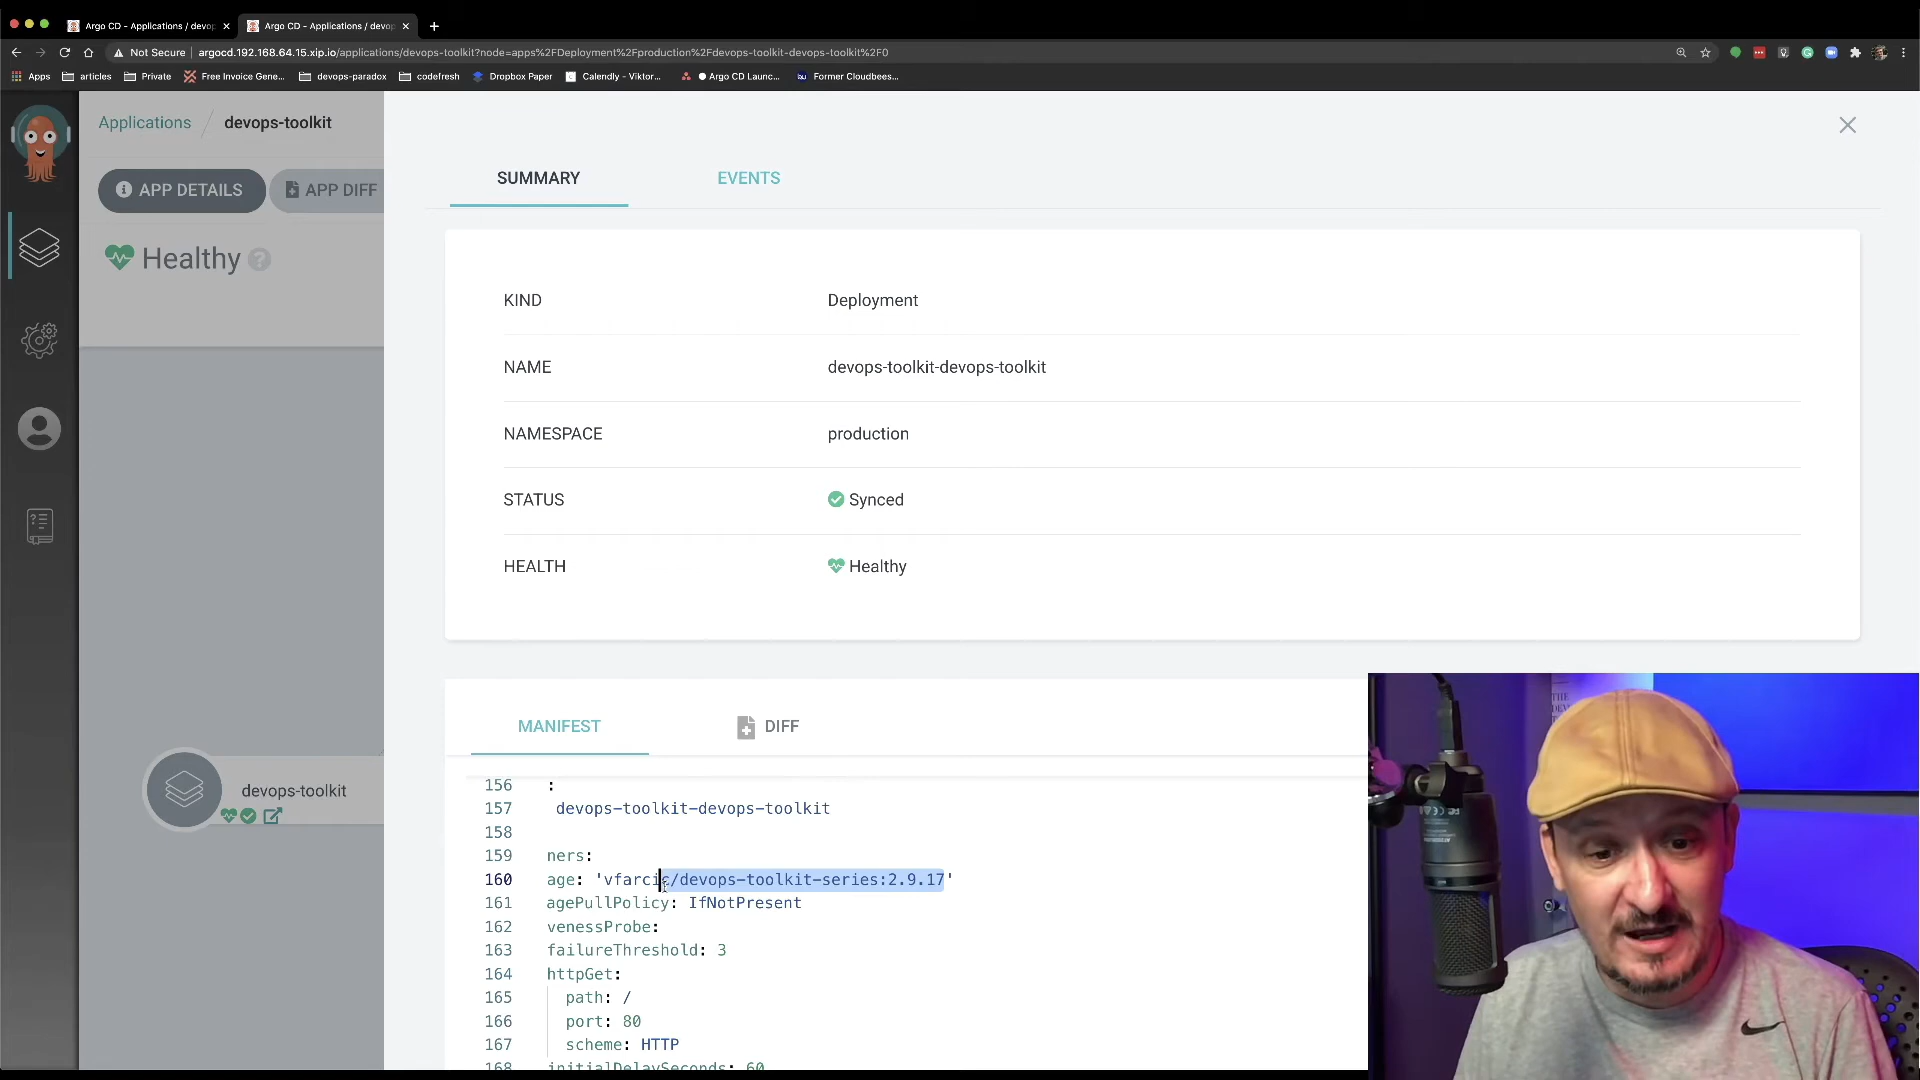 Argo CD - Applications / devop
Argo CD - Applications / devop
Not Secure
argocd.192.168.64.15.xip.io/applications/devops-toolkit?node=apps%2FDeployment%2Fproduction%2Fdevops-toolkit-devops-toolkit%2F0
Apps
articles
Private
Free Invoice Gene...
devops-paradox
codefresh
Dropbox Paper
Calendly - Viktor...
Argo CD Launc...
Former Cloudbees...
Applications / devops-toolkit
APP DETAILS
APP DIFF
Healthy
SUMMARY
EVENTS
KIND Deployment
NAME devops-toolkit-devops-toolkit
NAMESPACE production
STATUS Synced
HEALTH Healthy
devops-toolkit
MANIFEST
DIFF
156 :
157 devops-toolkit-devops-toolkit
158
159 ners:
160 age: 'vfarcic/devops-toolkit-series:2.9.17'
161 agePullPolicy: IfNotPresent
162 venessProbe:
163 failureThreshold: 3
164 httpGet:
165 path: /
166 port: 80
167 scheme: HTTP
168 initialDelaySeconds: 60